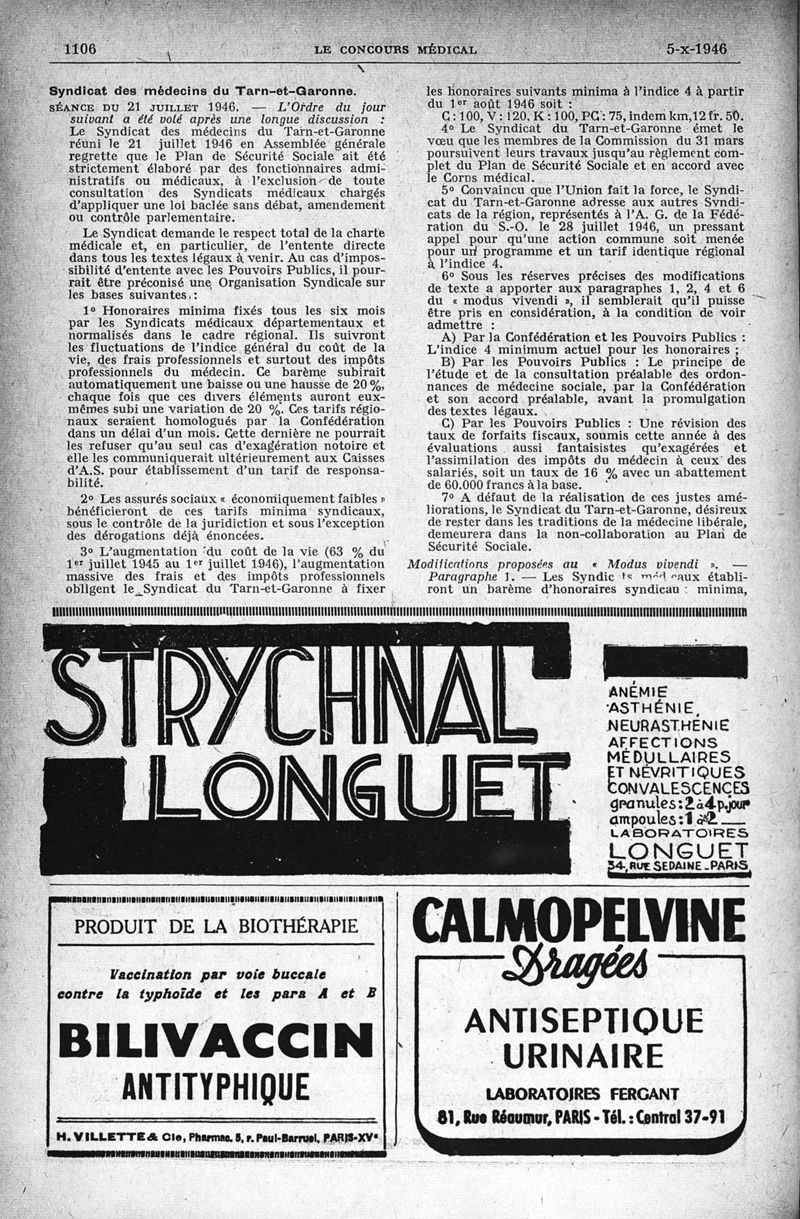 1106
LE CONCOURS MÉDICAL
5-x-1946
Syndicat des médecins du Tarn-et-Garonne.
SÉANCE DU 21 JUILLET 1946. — L'Ordre du jour
suivant a été voté après une longue discussion :
Le Syndicat des médecins du Tarn-et-Garonne
réuni le 21 juillet 1946 en Assemblée générale
regrette que le Plan de Sécurité Sociale ait été
strictement élaboré par des fonctionnaires admi-
nistratifs ou médicaux, à l'exclusion de toute
consultation des Syndicats médicaux chargés
d'appliquer une loi baclée sans débat, amendement
ou contrôle parlementaire.
Le Syndicat demande le respect total de la charte
médicale et, en particulier, de l'entente directe
dans tous les textes légaux à venir. Au cas d'impos-
sibilité d'entente avec les Pouvoirs Publics, il pour-
rait être préconisé une Organisation Syndicale sur
les bases suivantes :
1º Honoraires minima fixés tous les six mois
par les Syndicats médicaux départementaux et
normalisés dans le cadre régional. Ils suivront
les fluctuations de l'indice général du coût de la
vie, des frais professionnels et surtout des impôts
professionnels du médecin. Ce barème subirait
automatiquement une baisse ou une hausse de 20 %,
chaque fois que ces divers éléments auront eux-
mêmes subi une variation de 20 %. Ces tarifs régio-
naux seraient homologués par la Confédération
dans un délai d'un mois. Cette dernière ne pourrait
les refuser qu'au seul cas d'exagération notoire et
elle les communiquerait ultérieurement aux Caisses
d'A.S. pour établissement d'un tarif de responsa-
bilité.
2º Les assurés sociaux « économiquement faibles »
bénéficieront de ces tarifs minima syndicaux,
sous le contrôle de la juridiction et sous l'exception
des dérogations déjà énoncées.
3º L'augmentation du coût de la vie (63 % du
1er juillet 1945 au 1er juillet 1946), l'augmentation
massive des frais et des impôts professionnels
obligent le Syndicat du Tarn-et-Garonne à fixer
les honoraires suivants minima à l'indice 4 à partir
du 1er août 1946 soit :
C : 100, V : 120, K : 100, PC : 75, indem km, 12 fr. 50.
4º Le Syndicat du Tarn-et-Garonne émet le
vœu que les membres de la Commission du 31 mars
poursuivent leurs travaux jusqu'au règlement com-
plet du Plan de Sécurité Sociale et en accord avec
le Corps médical.
5º Convaincu que l'Union fait la force, le Syndi-
cat du Tarn-et-Garonne adresse aux autres Syndi-
cats de la région, représentés à l'A. G. de la Fédé-
ration du S.-O. le 28 juillet 1946, un pressant
appel pour qu'une action commune soit menée
pour un programme et un tarif identique régional
à l'indice 4.
6º Sous les réserves précises des modifications
de texte a apporter aux paragraphes 1, 2, 4 et 6
du « modus vivendi », il semblerait qu'il puisse
être pris en considération, à la condition de voir
admettre :
A) Par la Confédération et les Pouvoirs Publics :
L'indice 4 minimum actuel pour les honoraires ;
B) Par les Pouvoirs Publics : Le principe de
l'étude et de la consultation préalable des ordon-
nances de médecine sociale, par la Confédération
et son accord préalable, avant la promulgation
des textes légaux.
C) Par les Pouvoirs Publics : Une révision des
taux de forfaits fiscaux, soumis cette année à des
évaluations aussi fantaisistes qu'exagérées et
l'assimilation des impôts du médecin à ceux des
salariés, soit un taux de 16 % avec un abattement
de 60.000 francs à la base.
7º A défaut de la réalisation de ces justes amé-
liorations, le Syndicat du Tarn-et-Garonne, désireux
de rester dans les traditions de la médecine libérale,
demeurera dans la non-collaboration au Plan de
Sécurité Sociale.
Modifications proposées au « Modus vivendi ». —
Paragraphe 1. — Les Syndic établi-
ront un barème d'honoraires syndicau minima,
STRYCHNAL
LONGUET
ANÉMIE
ASTHÉNIE,
NEURASTHÉNIE
AFFECTIONS
MÉDULLAIRES
ET NÉVRITIQUES
CONVALESCENCES
granules : 2 à 4 p. jour
ampoules : 1 à 2
LABORATOIRES
LONGUET
34, RUE SEDAINE - PARIS
PRODUIT DE LA BIOTHÉRAPIE
Vaccination par voie buccale
contre la typhoïde et les para A et B
BILIVACCIN
ANTITYPHIQUE
H. VILLETTE & Cie, Pharmac. 5, r. Paul-Barruel, PARIS-XVe
CALMOPELVINE
Dragées
ANTISEPTIQUE
URINAIRE
LABORATOIRES FERGANT
81, Rue Réaumur, PARIS - Tél. : Central 37-91